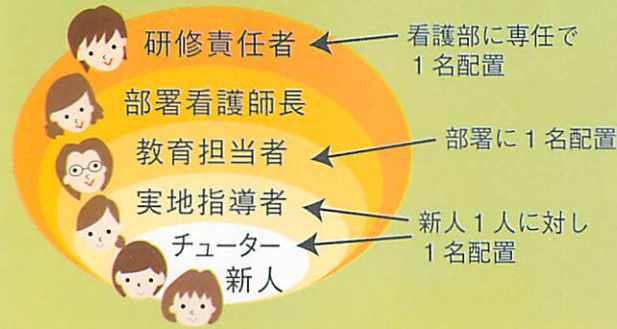 研修責任者
看護部に専任で
1名配置
部署看護師長
教育担当者
部署に1名配置
実地指導者
新人1人に対し
1名配置
チューター
新人